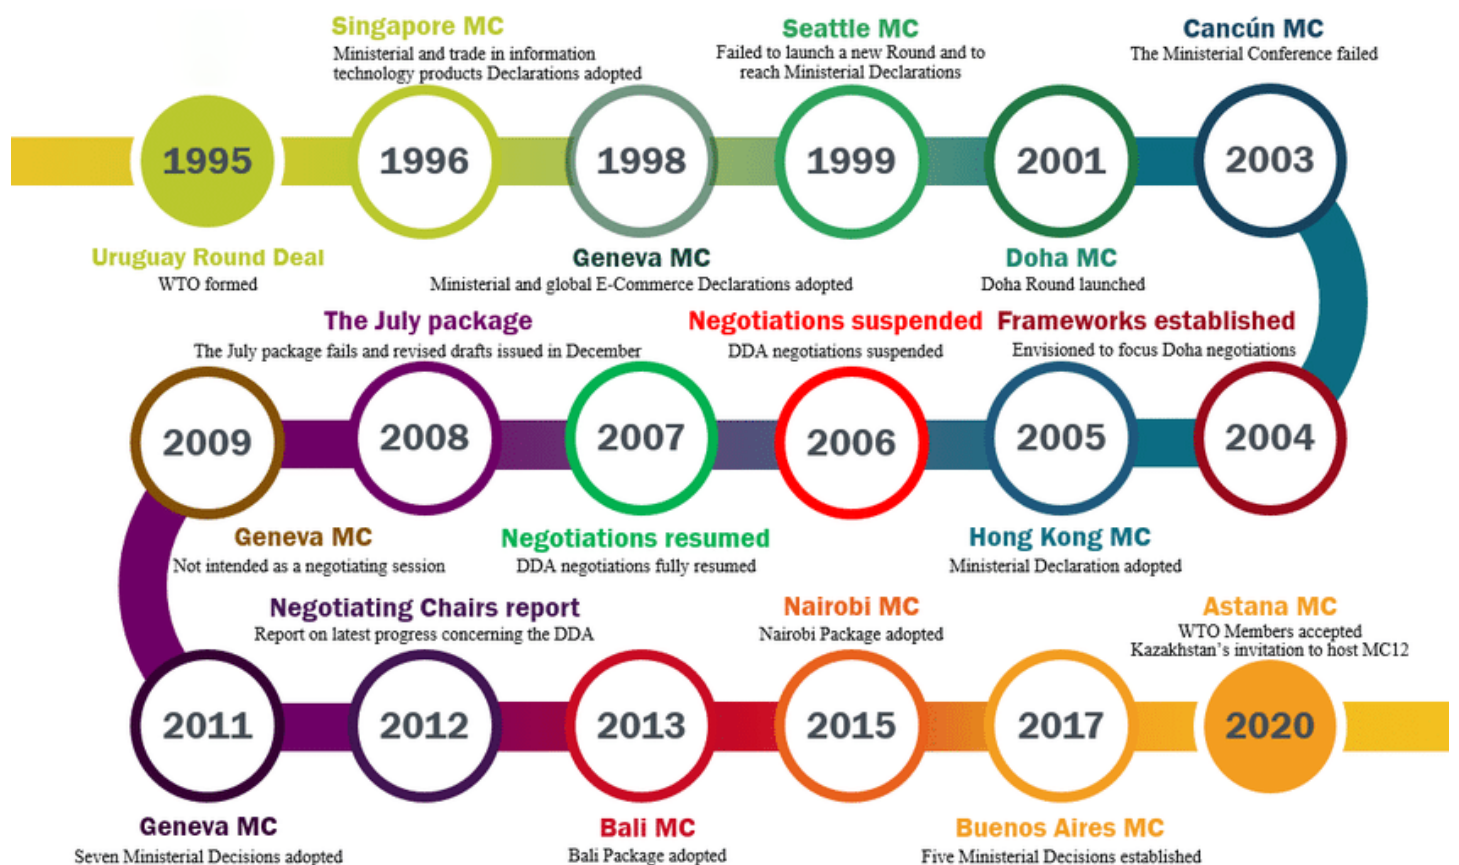 Singapore MC
Ministerial and trade in information
technology products Declarations adopted
Seattle MC
Failed to launch a new Round and to
reach Ministerial Declarations
Cancún MC
The Ministerial Conference failed
1995
1996
1998
1999
2001
2003
Uruguay Round Deal
WTO formed
Geneva MC
Ministerial and global E-Commerce Declarations adopted
Doha MC
Doha Round launched
The July package
The July package fails and revised drafts issued in December
Negotiations suspended
DDA negotiations suspended
Frameworks established
Envisioned to focus Doha negotiations
2009
2008
2007
2006
2005
2004
Geneva MC
Not intended as a negotiating session
Negotiations resumed
DDA negotiations fully resumed
Hong Kong MC
Ministerial Declaration adopted
Negotiating Chairs report
Report on latest progress concerning the DDA
Nairobi MC
Nairobi Package adopted
Astana MC
WTO Members accepted
Kazakhstan's invitation to host MC12
2011
2012
2013
2015
2017
2020
Geneva MC
Seven Ministerial Decisions adopted
Bali MC
Bali Package adopted
Buenos Aires MC
Five Ministerial Decisions established